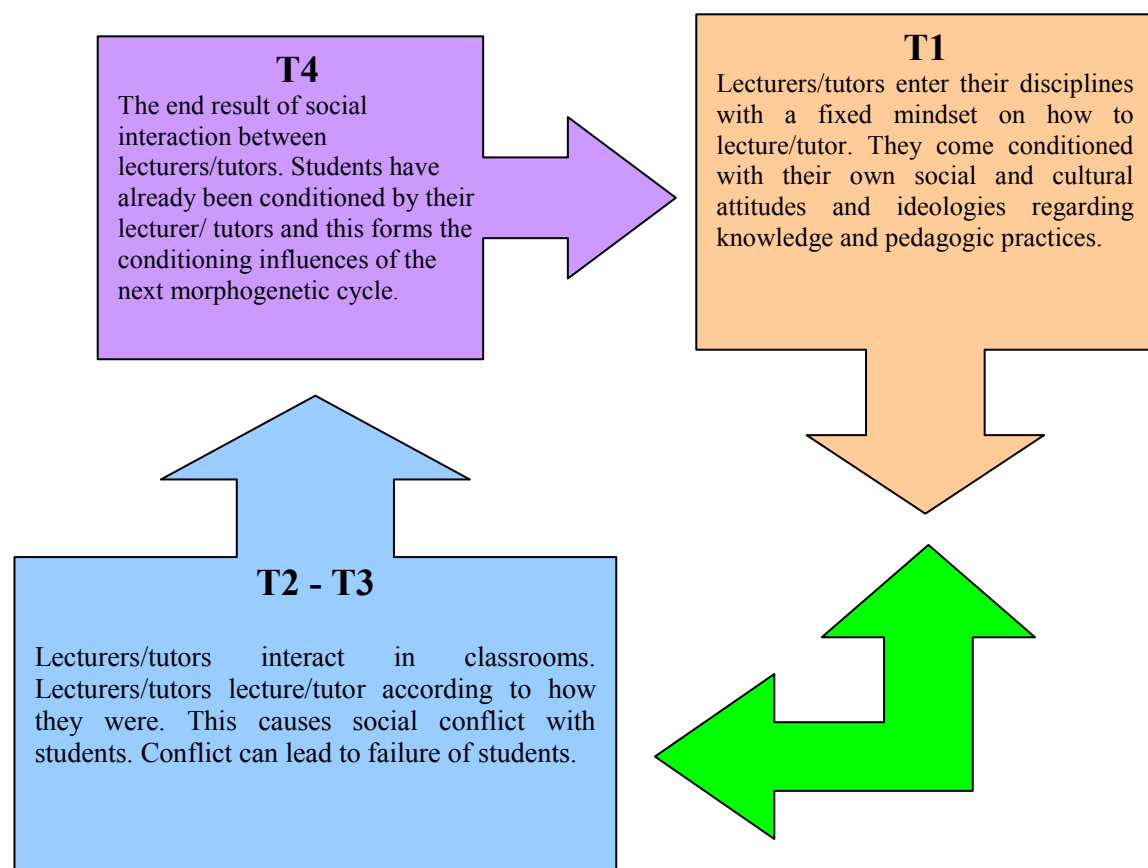 T4
The end result of social
interaction between
lecturers/tutors. Students have
already been conditioned by their
lecturer/ tutors and this forms the
conditioning influences of the
next morphogenetic cycle.
T1
Lecturers/tutors enter their disciplines
with a fixed mindset on how to
lecture/tutor. They come conditioned
with their own social and cultural
attitudes and ideologies regarding
knowledge and pedagogic practices.
T2 - T3
Lecturers/tutors interact in classrooms.
Lecturers/tutors lecture/tutor according to how
they were. This causes social conflict with
students. Conflict can lead to failure of students.